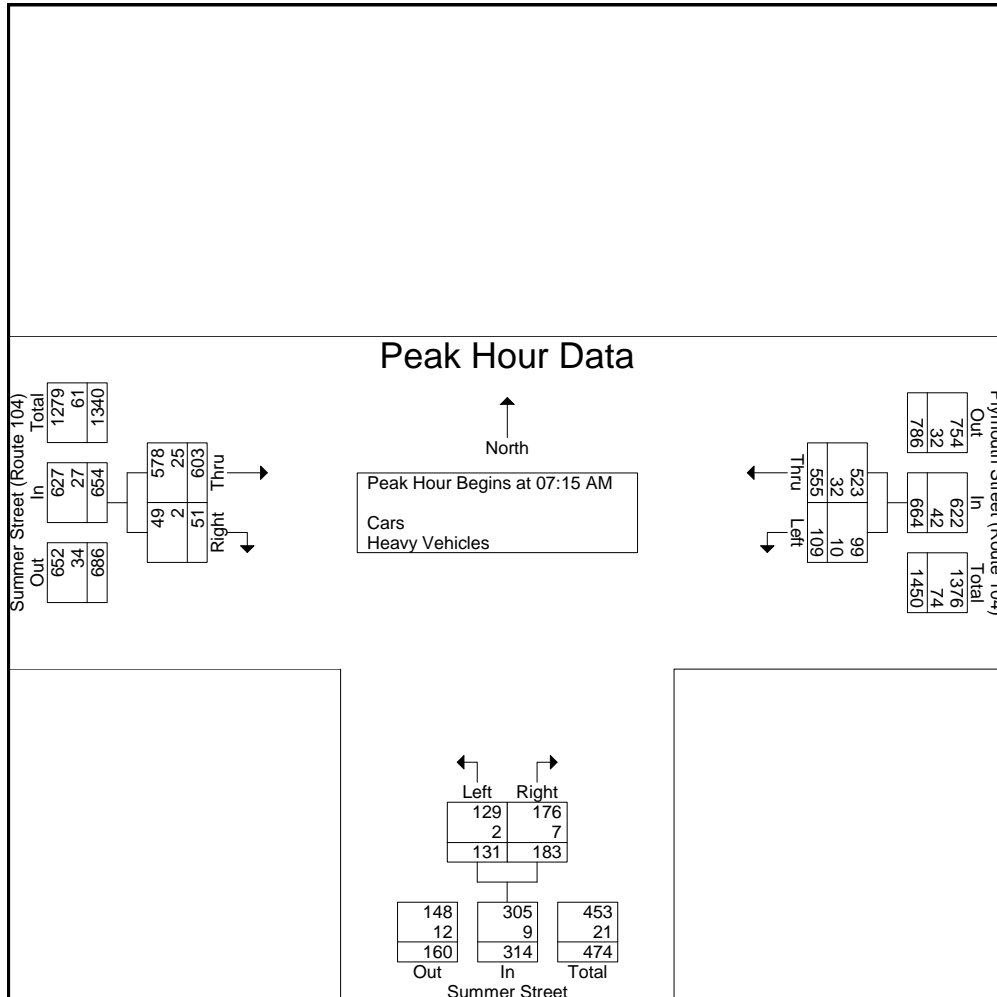 Peak Hour Data
North
Peak Hour Begins at 07:15 AM
Cars
Heavy Vehicles
Summer Street (Route 104)
Total
1279
61
1340
In
627
27
654
Out
652
34
686
Thru
578
25
603
Right
49
2
51
Plymouth Street (Route 104)
Out
754
32
786
In
622
42
664
Total
1376
74
1450
Thru
523
32
555
Left
99
10
109
Left Right
129 176
2 7
131 183
148 305 453
12 9 21
160 314 474
Out In Total
Summer Street